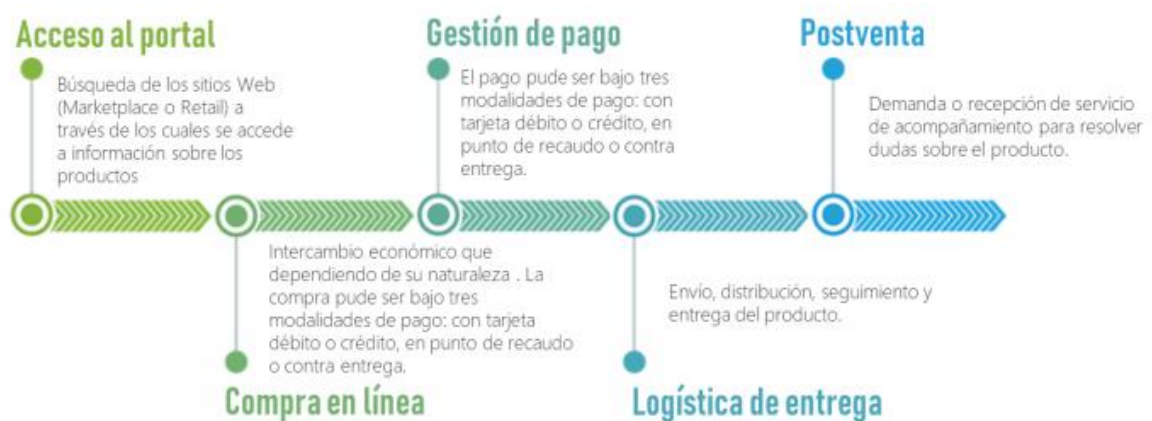 Acceso al portal
Búsqueda de los sitios Web
(Marketplace o Retail) a
través de los cuales se accede
a información sobre los
productos
Intercambio económico que
dependiendo de su naturaleza . La
compra pude ser bajo tres
modalidades de pago: con tarjeta
débito o crédito, en punto de recaudo
o contra entrega.
Compra en línea
Gestión de pago
El pago pude ser bajo tres
modalidades de pago: con
tarjeta débito o crédito, en
punto de recaudo o contra
entrega.
Envío, distribución, seguimiento y
entrega del producto.
Logística de entrega
Postventa
Demanda o recepción de servicio
de acompañamiento para resolver
dudas sobre el producto.